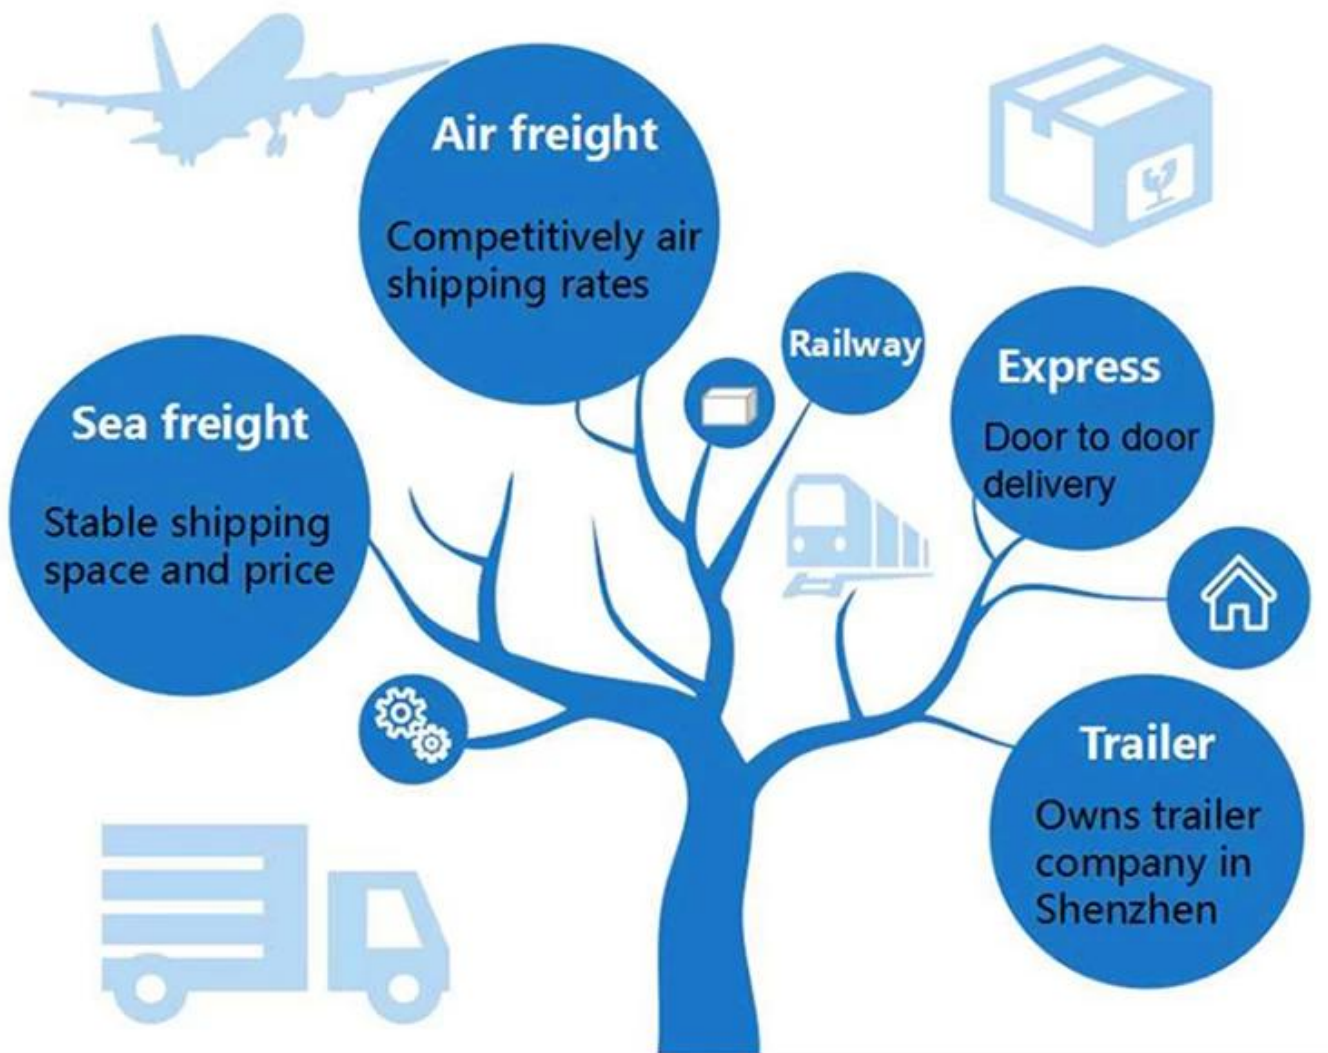 Air freight
Competitively air
shipping rates
Railway
Express
Door to door
delivery
Sea freight
Stable shipping
space and price
Trailer
Owns trailer
company in
Shenzhen